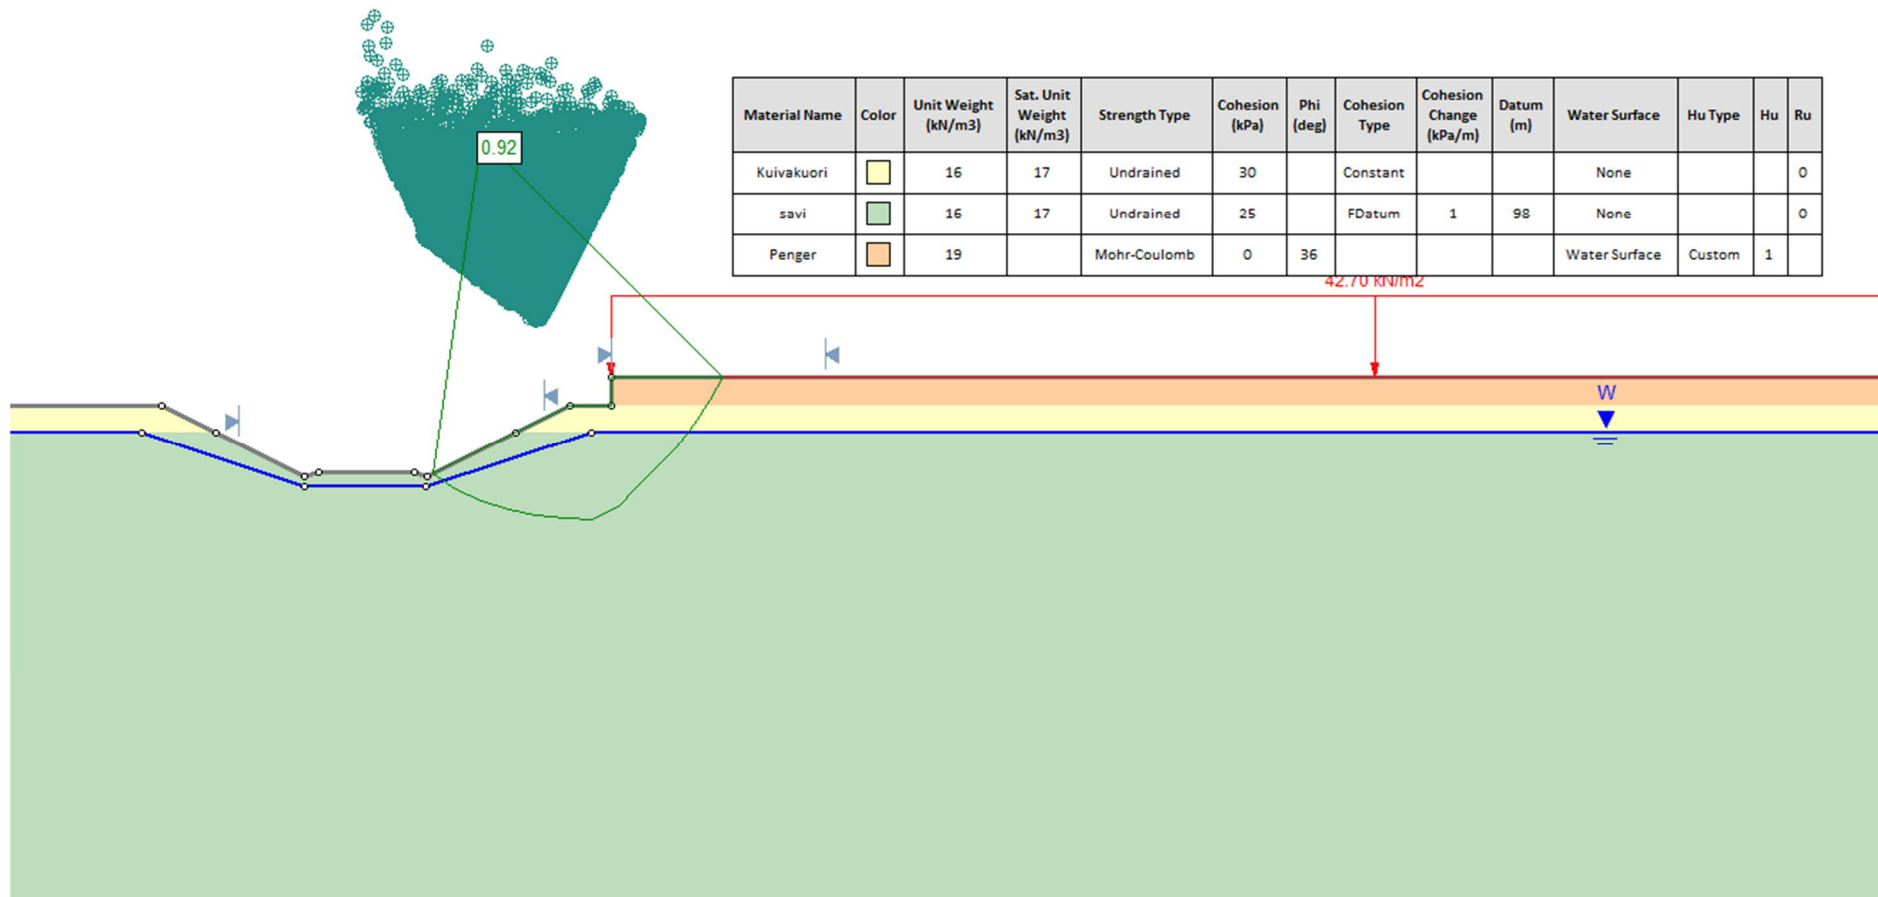 0.92
Material Name Color Unit Weight (kN/m3) Sat. Unit Weight (kN/m3) Strength Type Cohesion (kPa) Phi (deg) Cohesion Type Cohesion Change (kPa/m) Datum (m) Water Surface Hu Type Hu Ru
Kuivakuori 16 17 Undrained 30 Constant None 0
savi 16 17 Undrained 25 FDatum 1 98 None 0
Penger 19 Mohr-Coulomb 0 36 Water Surface Custom 1
42.70 kN/m2
W